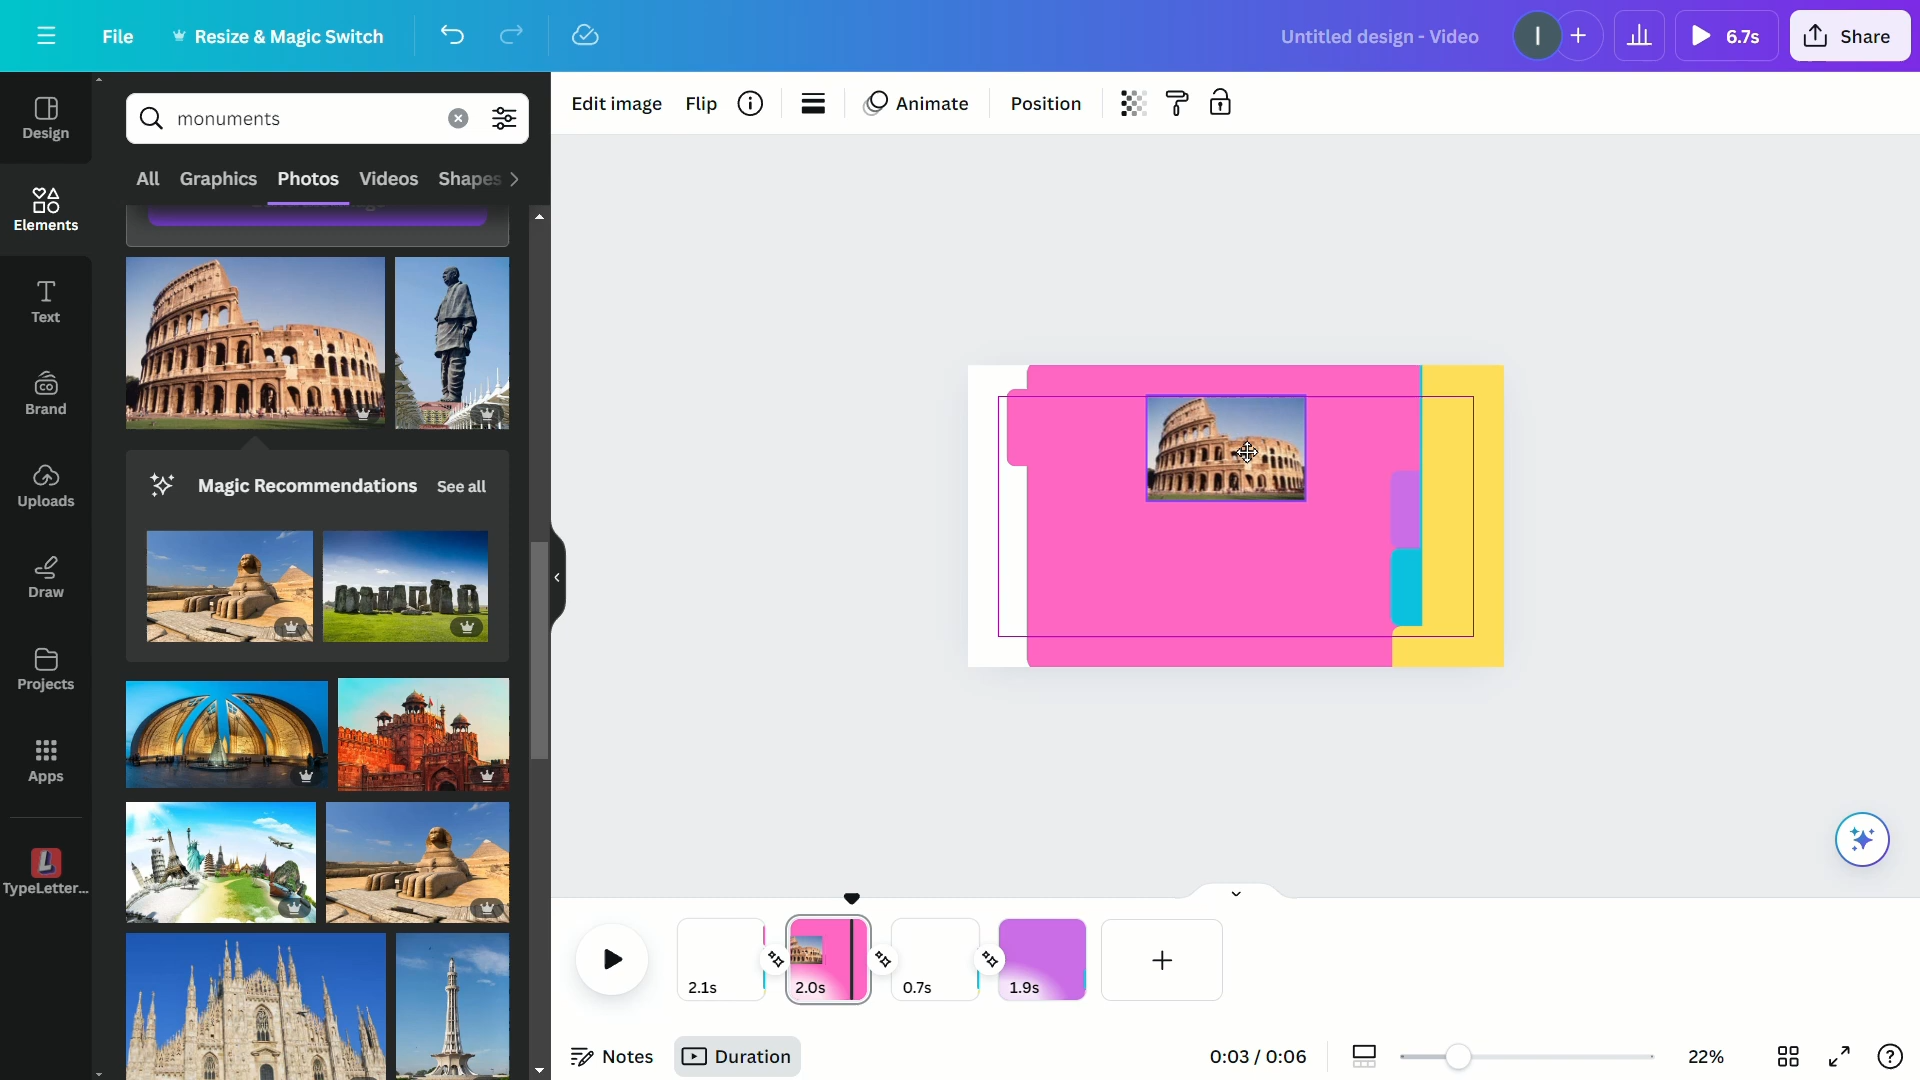 File
Resize & Magic Switch
Untitled design - Video
I
6.7s
Share
Design
Elements
Text
Brand
CO
Uploads
Draw
Projects
Apps
L
TypeLetter...
monuments
All
Graphics
Photos
Videos
Shapes
Magic Recommendations
See all
Edit image
Flip
Animate
Position
2.1s
2.0s
0.7s
1.9s
Notes
Duration
0:03 / 0:06
22%